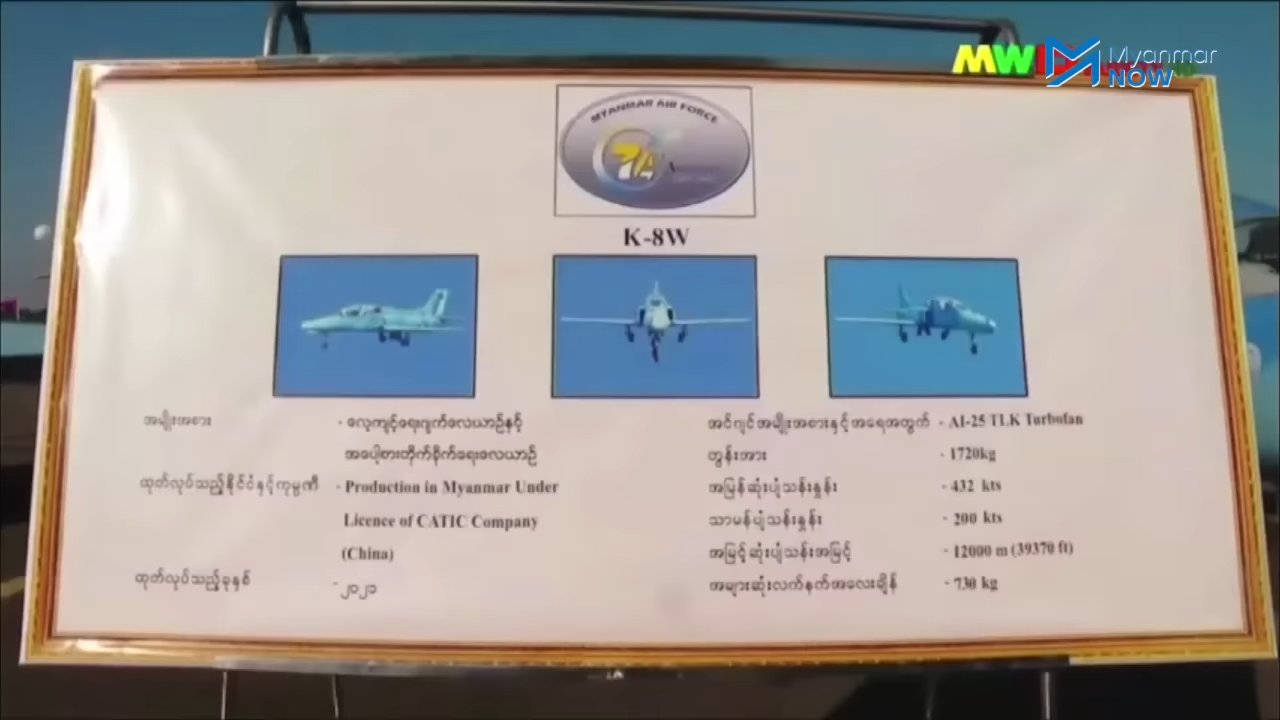 MW
Myanmar
NOW
MYANMAR AIR FORCE
K-8W
အမျိုးအစား - လေ့ကျင့်ရေးဂျက်လေယာဉ်နှင့်
အပေါ့စားတိုက်ခိုက်ရေးလေယာဉ်
ထုတ်လုပ်သည့်နိုင်ငံနှင့်ကုမ္ပဏီ - Production in Myanmar Under
Licence of CATIC Company
(China)
ထုတ်လုပ်သည့်ခုနှစ် - ၂၀၂၁
အင်ဂျင်အမျိုးအစားနှင့်အရေအတွက် - AI-25 TLK Turbofan
တွန်းအား - 1720kg
အမြန်ဆုံးပျံသန်းနှုန်း - 432 kts
သာမန်ပျံသန်းနှုန်း - 200 kts
အမြင့်ဆုံးပျံသန်းအမြင့် - 12000 m (39370 ft)
အများဆုံးလက်နက်အလေးချိန် - 730 kg